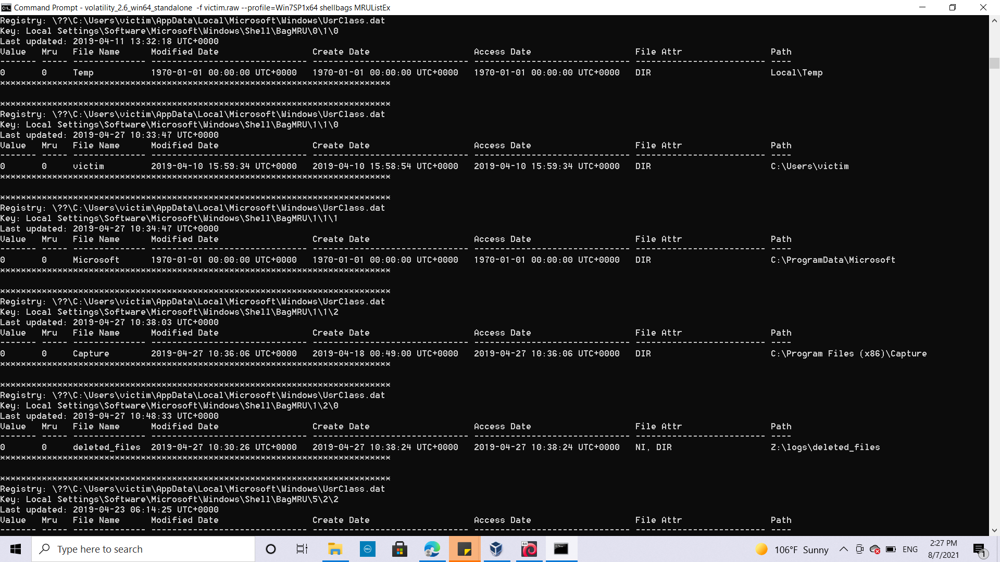 Command Prompt - volatility_2.6_win64_standalone  -f victim.raw --profile=Win7SP1x64 shellbags MRUListEx
Registry: \??\C:\Users\victim\AppData\Local\Microsoft\Windows\UsrClass.dat
Key: Local Settings\Software\Microsoft\Windows\Shell\BagMRU\0\1\0
Last updated: 2019-04-11 13:32:18 UTC+0000
Value   Mru   File Name      Modified Date                  Create Date                    Access Date                    File Attr                 Path
------- ----- -------------- ------------------------------ ------------------------------ ------------------------------ ------------------------- ----
0       0     Temp           1970-01-01 00:00:00 UTC+0000   1970-01-01 00:00:00 UTC+0000   1970-01-01 00:00:00 UTC+0000   DIR                       Local\Temp
***************************************************************************
***************************************************************************
Registry: \??\C:\Users\victim\AppData\Local\Microsoft\Windows\UsrClass.dat
Key: Local Settings\Software\Microsoft\Windows\Shell\BagMRU\1\1\0
Last updated: 2019-04-27 10:33:47 UTC+0000
Value   Mru   File Name      Modified Date                  Create Date                    Access Date                    File Attr                 Path
------- ----- -------------- ------------------------------ ------------------------------ ------------------------------ ------------------------- ----
0       0     victim         2019-04-10 15:59:34 UTC+0000   2019-04-10 15:58:54 UTC+0000   2019-04-10 15:59:34 UTC+0000   DIR                       C:\Users\victim
***************************************************************************
***************************************************************************
Registry: \??\C:\Users\victim\AppData\Local\Microsoft\Windows\UsrClass.dat
Key: Local Settings\Software\Microsoft\Windows\Shell\BagMRU\1\1\1
Last updated: 2019-04-27 10:34:47 UTC+0000
Value   Mru   File Name      Modified Date                  Create Date                    Access Date                    File Attr                 Path
------- ----- -------------- ------------------------------ ------------------------------ ------------------------------ ------------------------- ----
0       0     Microsoft      1970-01-01 00:00:00 UTC+0000   1970-01-01 00:00:00 UTC+0000   1970-01-01 00:00:00 UTC+0000   DIR                       C:\ProgramData\Microsoft
***************************************************************************
***************************************************************************
Registry: \??\C:\Users\victim\AppData\Local\Microsoft\Windows\UsrClass.dat
Key: Local Settings\Software\Microsoft\Windows\Shell\BagMRU\1\1\2
Last updated: 2019-04-27 10:38:03 UTC+0000
Value   Mru   File Name      Modified Date                  Create Date                    Access Date                    File Attr                 Path
------- ----- -------------- ------------------------------ ------------------------------ ------------------------------ ------------------------- ----
0       0     Capture        2019-04-27 10:36:06 UTC+0000   2019-04-18 00:49:00 UTC+0000   2019-04-27 10:36:06 UTC+0000   DIR                       C:\Program Files (x86)\Capture
***************************************************************************
***************************************************************************
Registry: \??\C:\Users\victim\AppData\Local\Microsoft\Windows\UsrClass.dat
Key: Local Settings\Software\Microsoft\Windows\Shell\BagMRU\1\2\0
Last updated: 2019-04-27 10:48:33 UTC+0000
Value   Mru   File Name      Modified Date                  Create Date                    Access Date                    File Attr                 Path
------- ----- -------------- ------------------------------ ------------------------------ ------------------------------ ------------------------- ----
0       0     deleted_files  2019-04-27 10:30:26 UTC+0000   2019-04-27 10:38:24 UTC+0000   2019-04-27 10:38:24 UTC+0000   NI, DIR                   Z:\logs\deleted_files
***************************************************************************
***************************************************************************
Registry: \??\C:\Users\victim\AppData\Local\Microsoft\Windows\UsrClass.dat
Key: Local Settings\Software\Microsoft\Windows\Shell\BagMRU\5\2\2
Last updated: 2019-04-23 06:14:25 UTC+0000
Value   Mru   File Name      Modified Date                  Create Date                    Access Date                    File Attr                 Path
------- ----- -------------- ------------------------------ ------------------------------ ------------------------------ ------------------------- ----
Type here to search
DELL
64
106°F Sunny
ENG
2:27 PM
8/7/2021
1